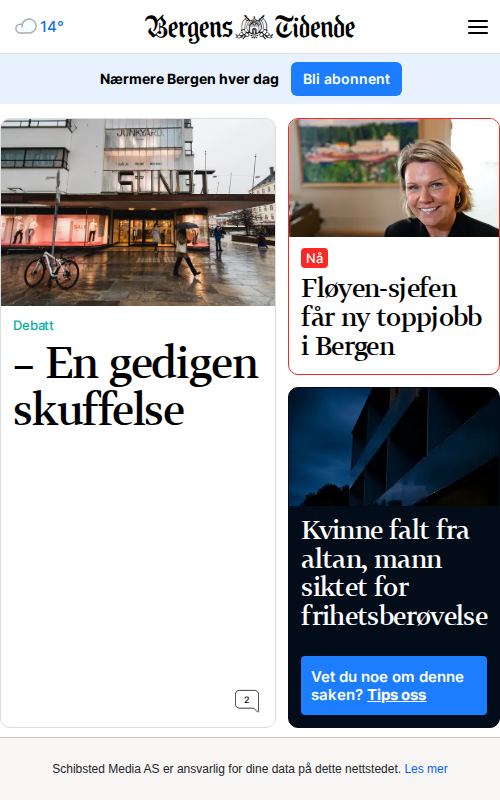 14°
Bergens Tidende
Nærmere Bergen hver dag
Bli abonnent
JUNKYARD.
Debatt
– En gedigen
skuffelse
2
Nå
Fløyen-sjefen
får ny toppjobb
i Bergen
Kvinne falt fra
altan, mann
siktet for
frihetsberøvelse
Vet du noe om denne
saken? Tips oss
Schibsted Media AS er ansvarlig for dine data på dette nettstedet. Les mer